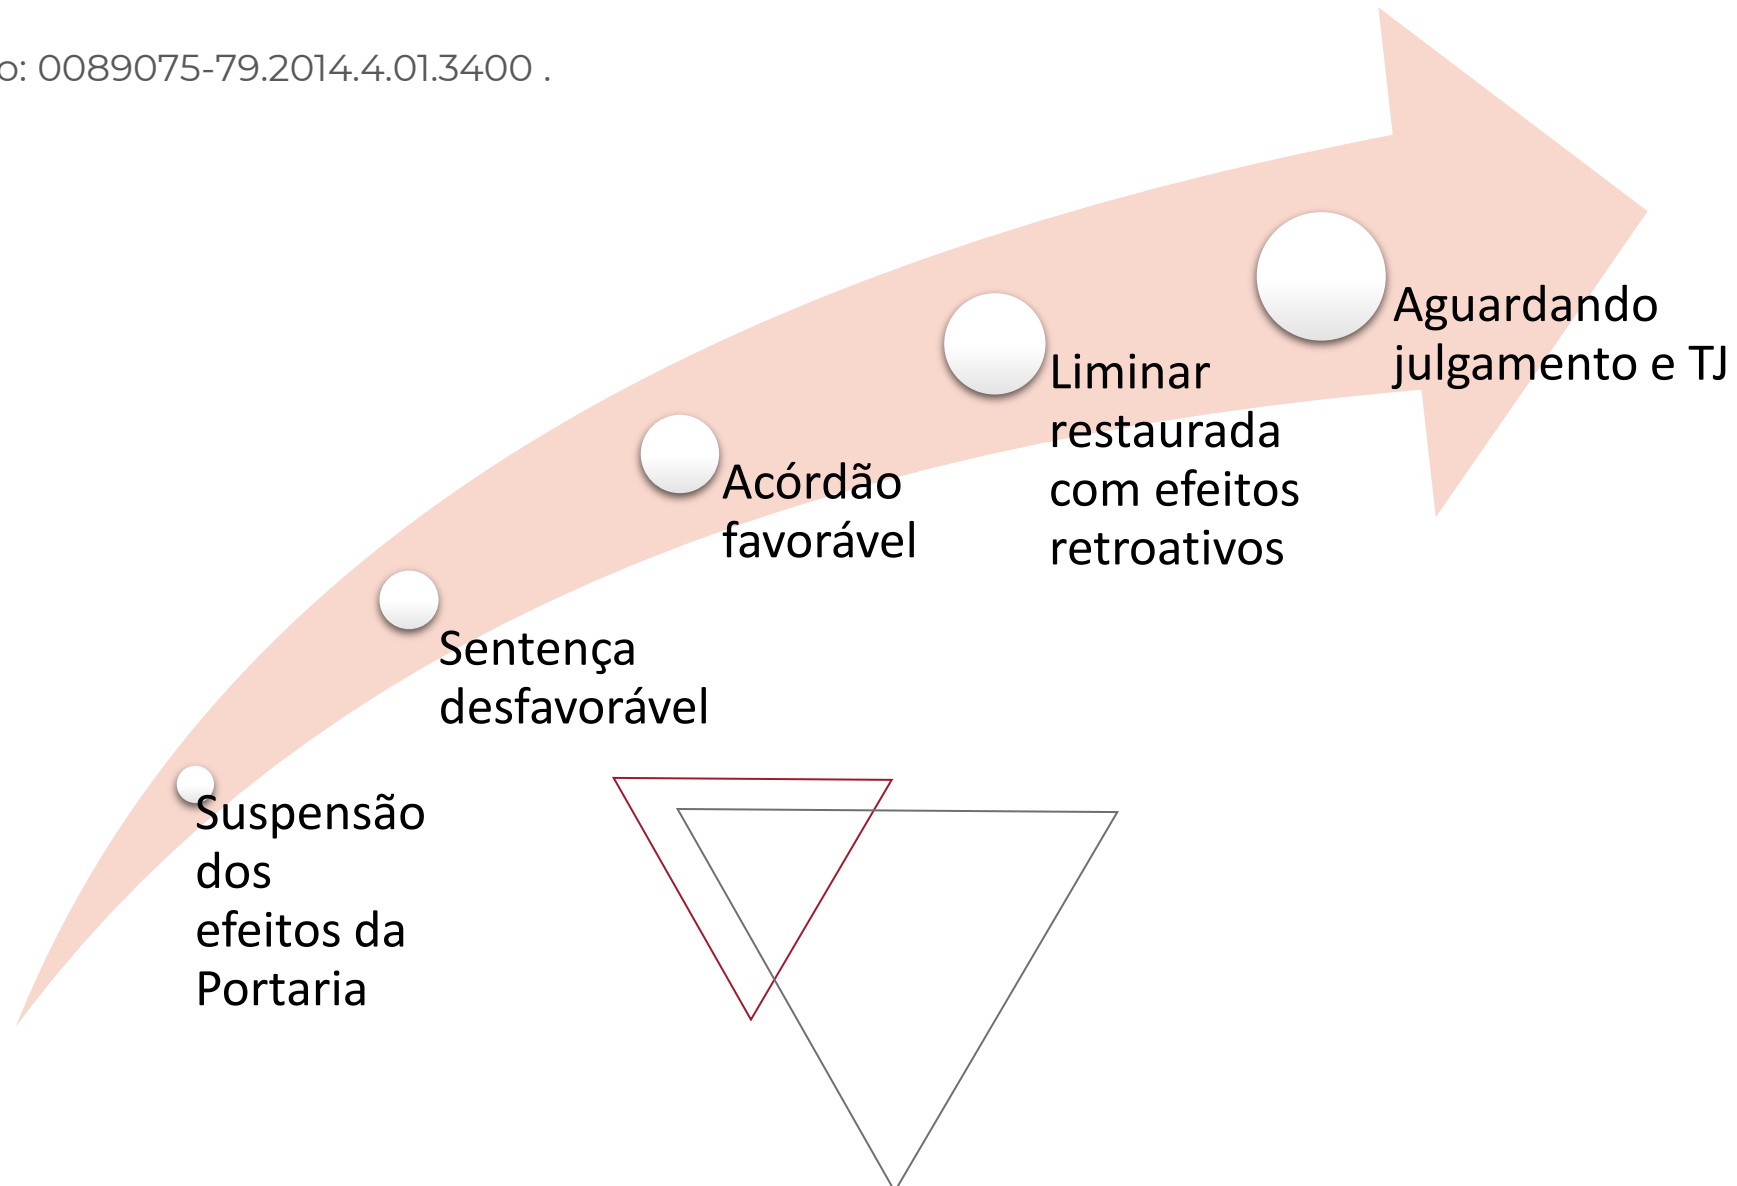 o: 0089075-79.2014.4.01.3400 .
Suspensão
dos
efeitos da
Portaria
Sentença
desfavorável
Acórdão
favorável
Liminar
restaurada
com efeitos
retroativos
Aguardando
julgamento e TJ